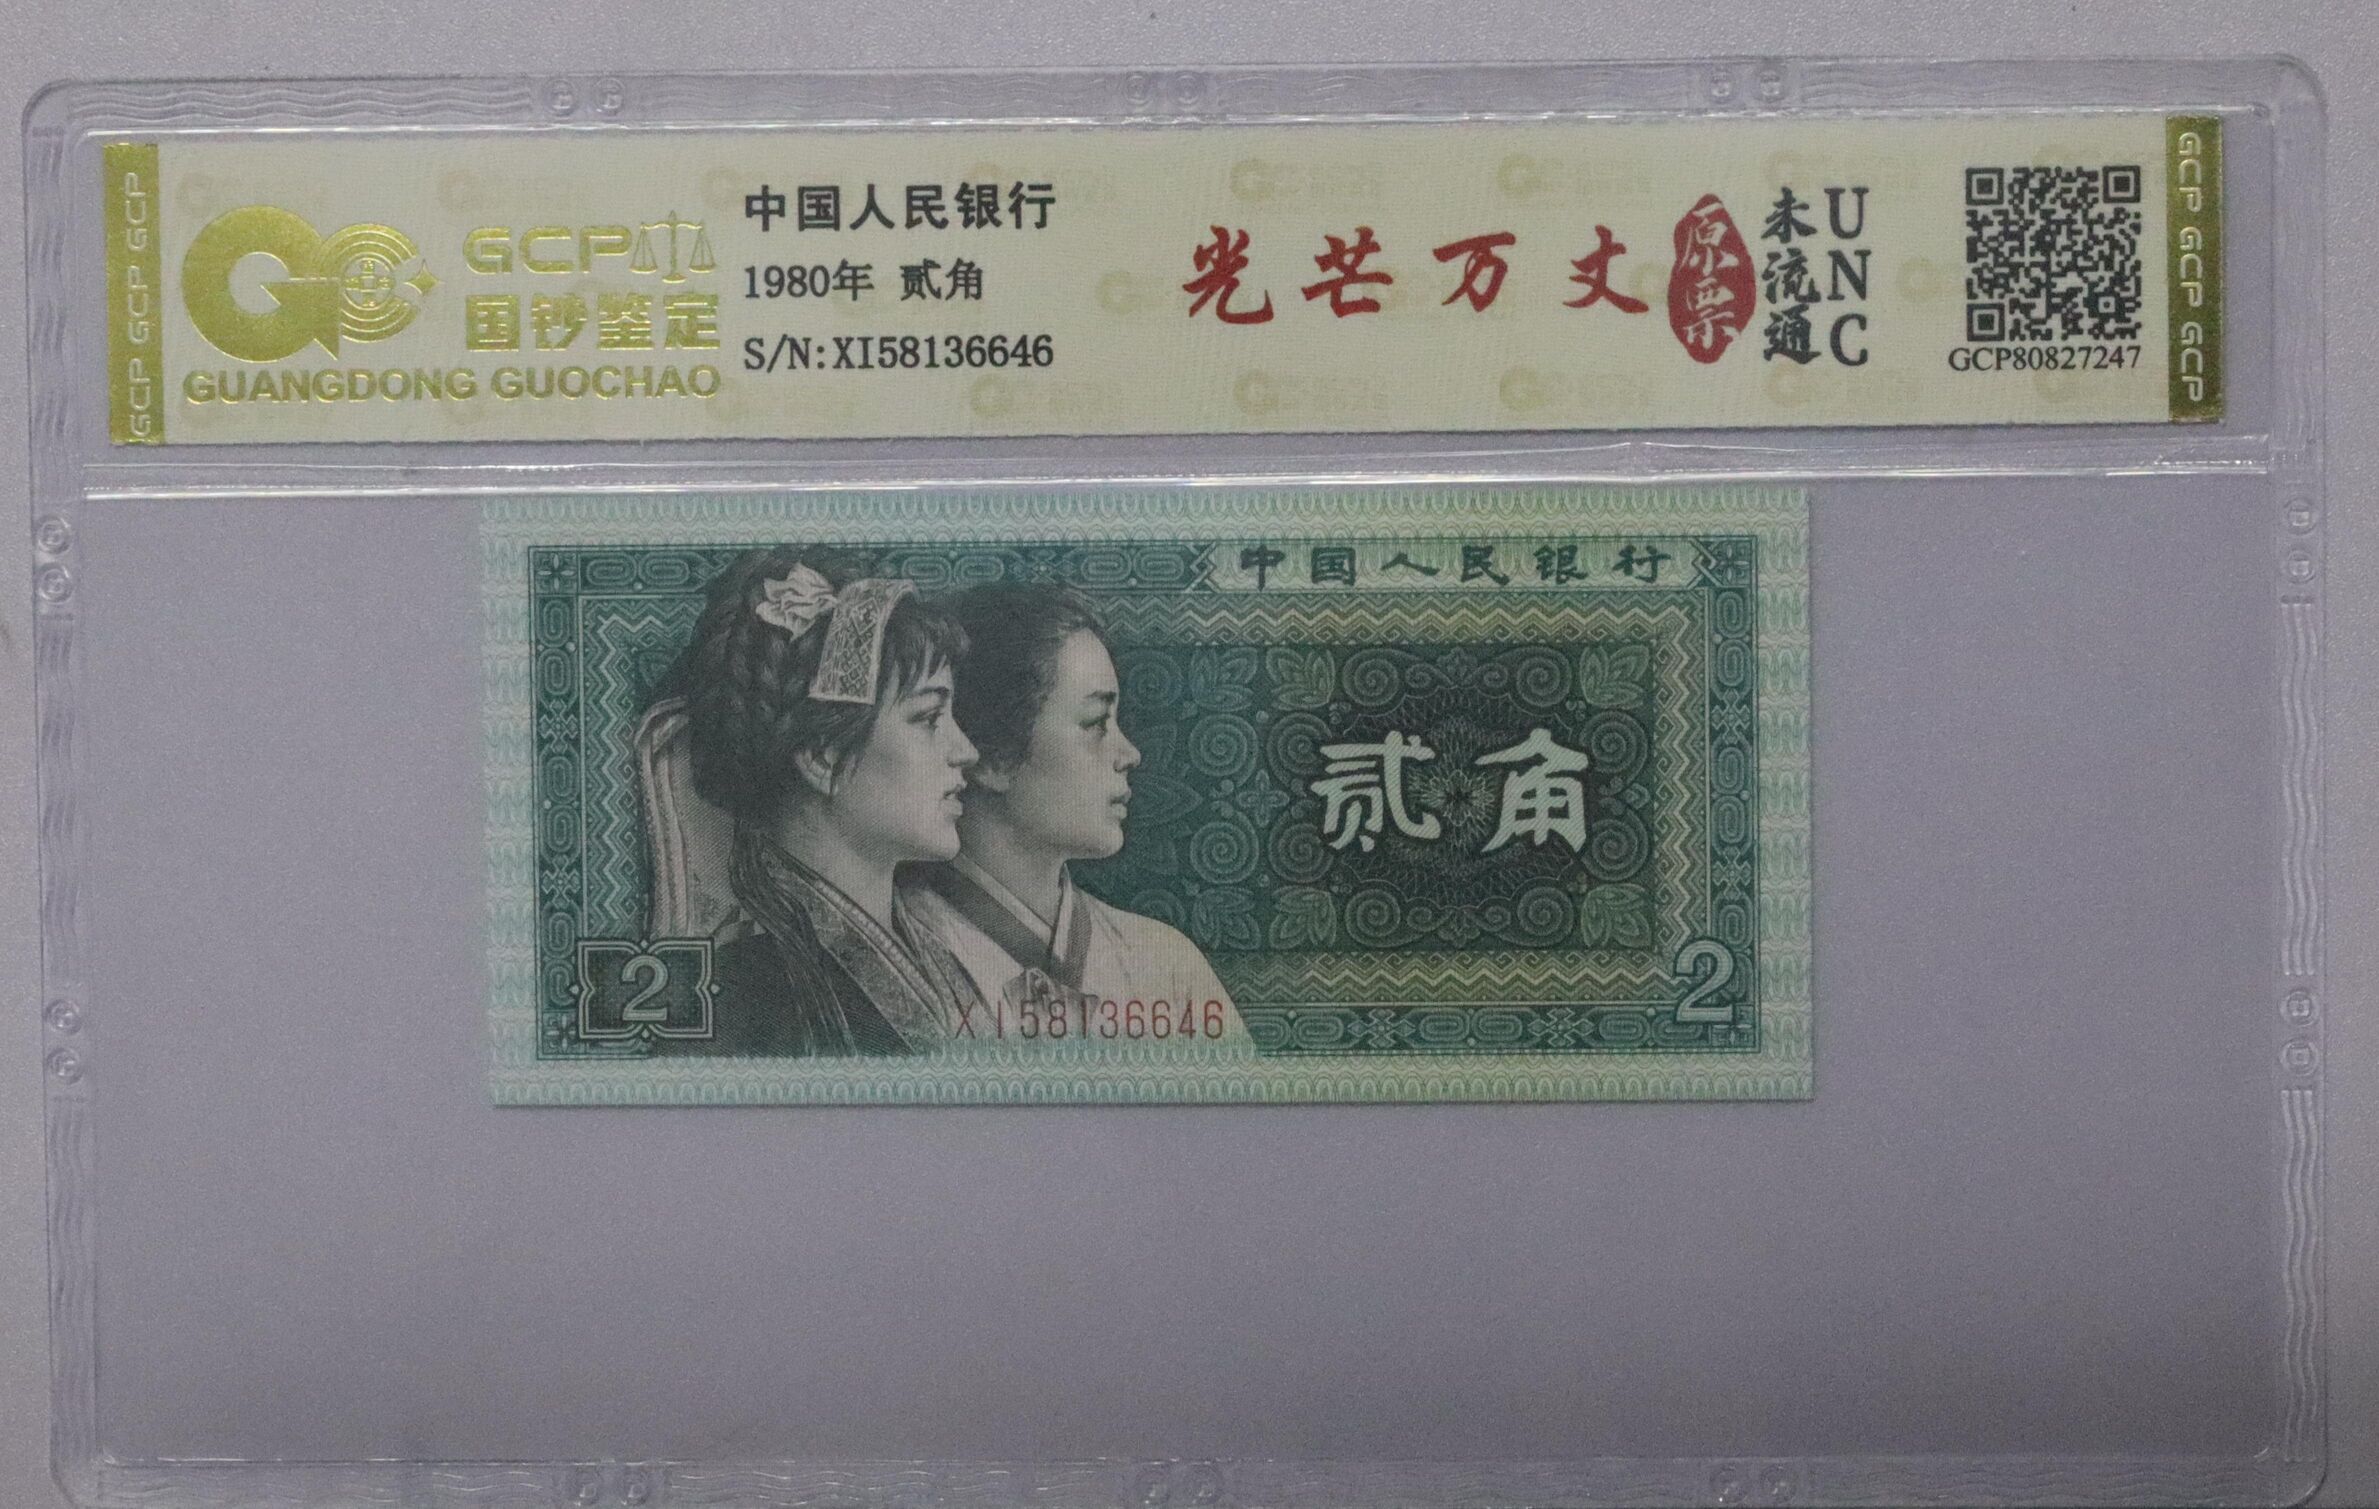 GCP GCP GCP
GCP
国钞鉴定
GUANGDONG GUOCHAO
中国人民银行
1980年 贰角
S/N:XI58136646
光芒万丈
原票
未流通
UNC
GCP80827247
GCP GCP GCP
中国人民银行
贰角
2
XI58136646
2